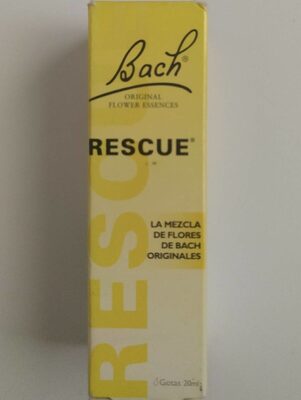 Bach®
ORIGINAL
FLOWER ESSENCES
RESCUE®
LA MEZCLA
DE FLORES
DE BACH
ORIGINALES
RESCU
Gotas 20ml